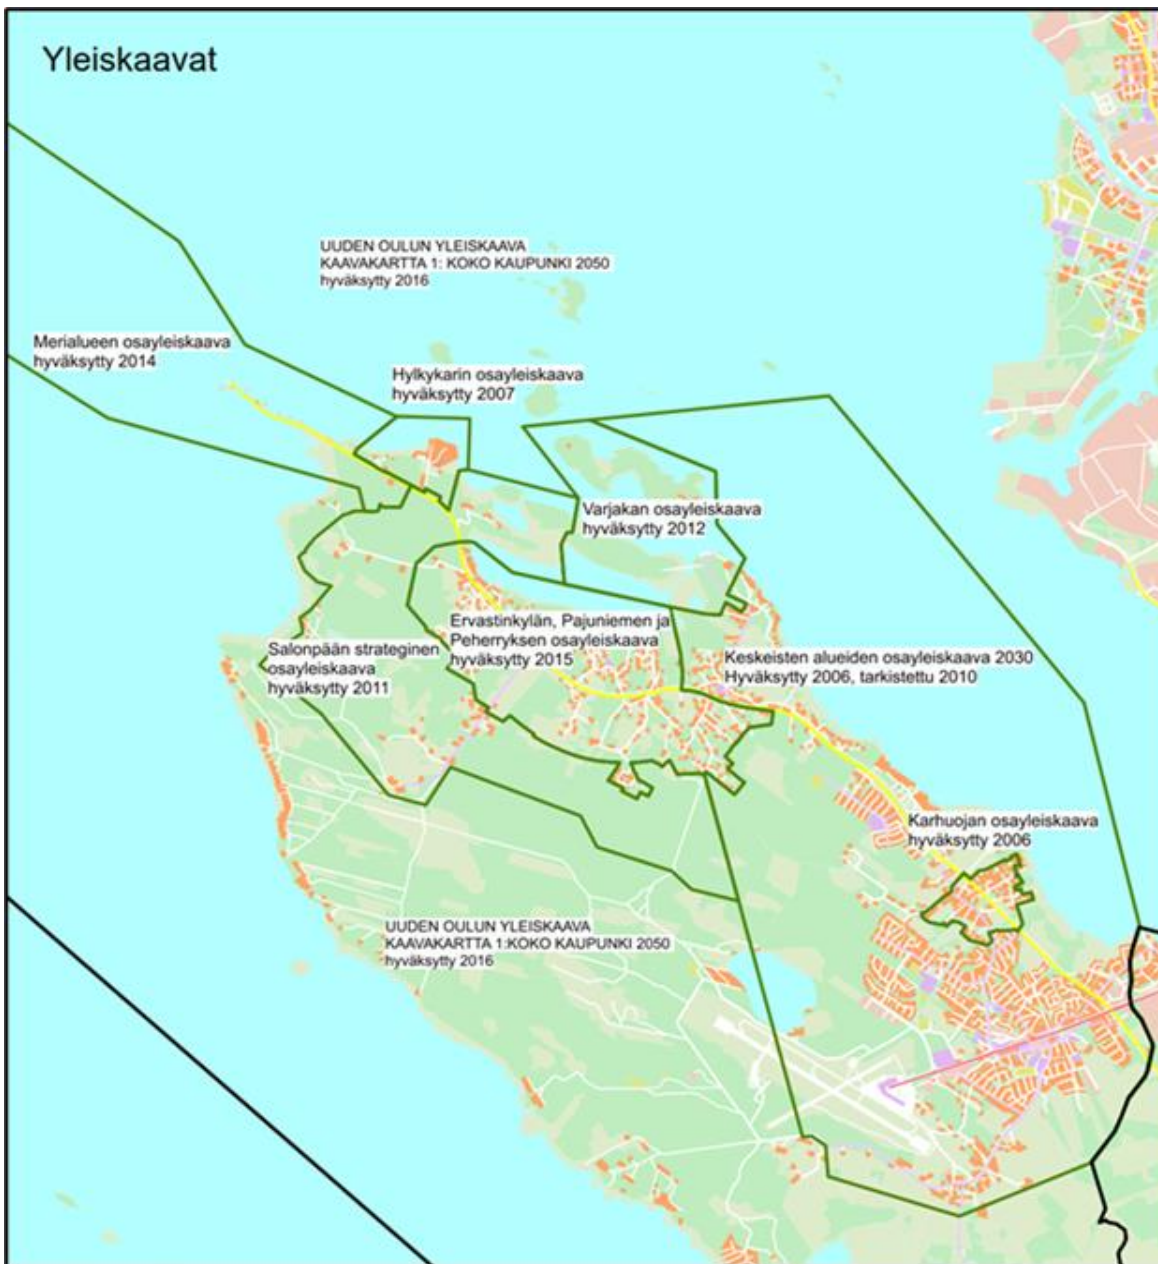 Yleiskaavat
UUDEN OULUN YLEISKAAVA
KAAVAKARTTA 1: KOKO KAUPUNKI 2050
hyväksytty 2016
Merialueen osayleiskaava
hyväksytty 2014
Hylkykarin osayleiskaava
hyväksytty 2007
Varjakan osayleiskaava
hyväksytty 2012
Ervastinkylän, Pajuniemen ja
Peherryksen osayleiskaava
hyväksytty 2015
Salonpään strateginen
osayleiskaava
hyväksytty 2011
Keskeisten alueiden osayleiskaava 2030
Hyväksytty 2006, tarkistettu 2010
Karhuojan osayleiskaava
hyväksytty 2006
UUDEN OULUN YLEISKAAVA
KAAVAKARTTA 1:KOKO KAUPUNKI 2050
hyväksytty 2016